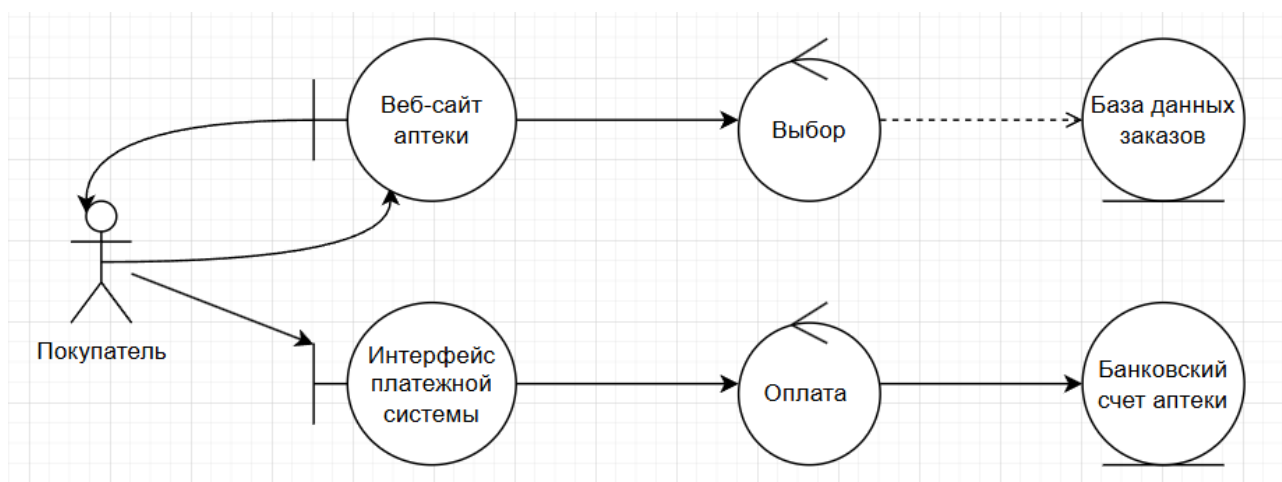 Веб-сайт
аптеки
Выбор
База данных
заказов
Покупатель
Интерфейс
платежной
системы
Оплата
Банковский
счет аптеки